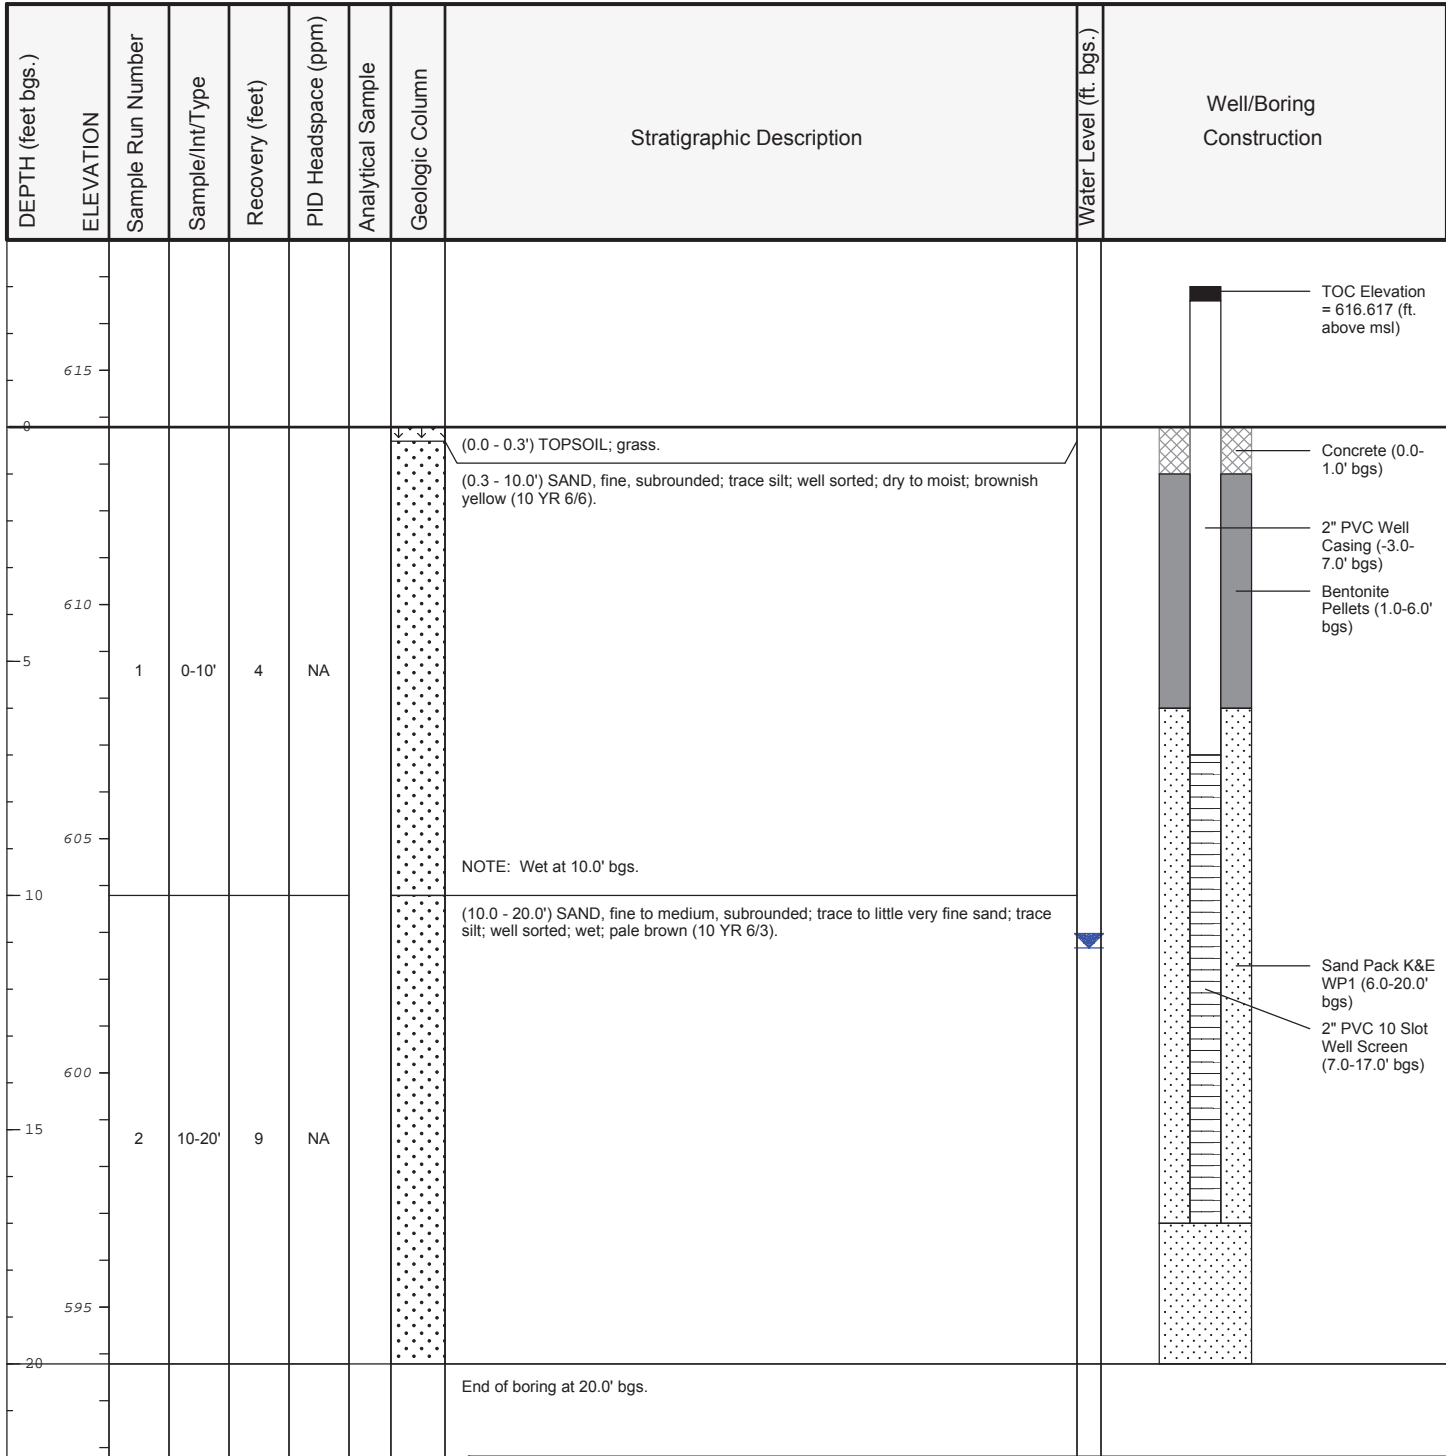 DEPTH (feet bgs.)
ELEVATION
Sample Run Number
Sample/Int/Type
Recovery (feet)
PID Headspace (ppm)
Analytical Sample
Geologic Column
Stratigraphic Description
Water Level (ft. bgs.)
Well/Boring
Construction
TOC Elevation
= 616.617 (ft.
above msl)
615
0
(0.0 - 0.3') TOPSOIL; grass.
(0.3 - 10.0') SAND, fine, subrounded; trace silt; well sorted; dry to moist; brownish
yellow (10 YR 6/6).
Concrete (0.0-
1.0' bgs)
2" PVC Well
Casing (-3.0-
7.0' bgs)
Bentonite
Pellets (1.0-6.0'
bgs)
610
5
1
0-10'
4
NA
605
NOTE: Wet at 10.0' bgs.
10
(10.0 - 20.0') SAND, fine to medium, subrounded; trace to little very fine sand; trace
silt; well sorted; wet; pale brown (10 YR 6/3).
Sand Pack K&E
WP1 (6.0-20.0'
bgs)
2" PVC 10 Slot
Well Screen
(7.0-17.0' bgs)
600
15
2
10-20'
9
NA
595
20
End of boring at 20.0' bgs.